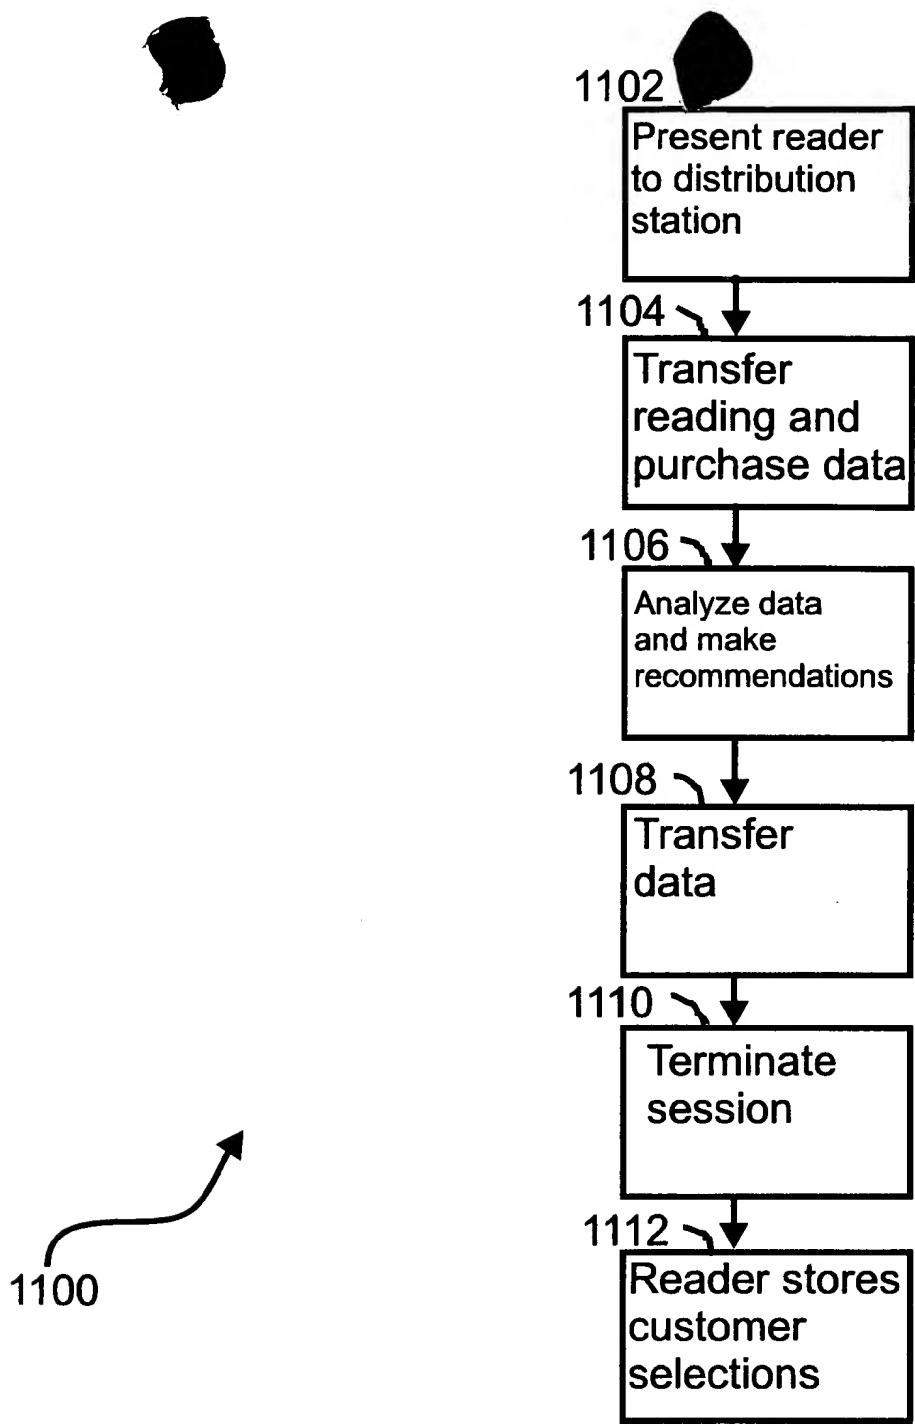 1102
Present reader
to distribution
station
1104
Transfer
reading and
purchase data
1106
Analyze data
and make
recommendations
1108
Transfer
data
1110
Terminate
session
1112
Reader stores
customer
selections
1100